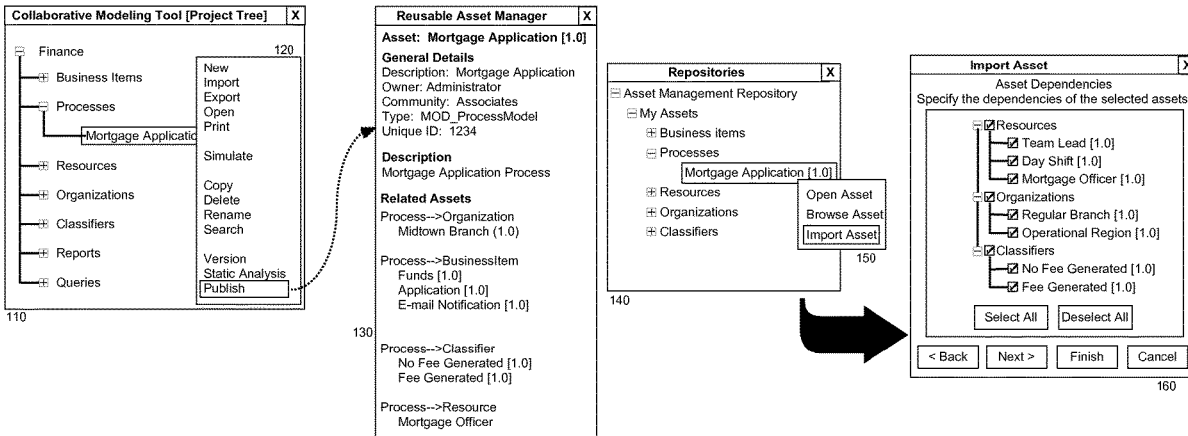 Collaborative Modeling Tool [Project Tree] X
Finance
120
Business Items
Processes
Mortgage Applicatio
Resources
Organizations
Classifiers
Reports
Queries
New
Import
Export
Open
Print
Simulate
Copy
Delete
Rename
Search
Version
Static Analysis
Publish
110
Reusable Asset Manager X
Asset: Mortgage Application [1.0]
General Details
Description: Mortgage Application
Owner: Administrator
Community: Associates
Type: MOD_ProcessModel
Unique ID: 1234
Description
Mortgage Application Process
Related Assets
Process-->Organization
Midtown Branch (1.0)
Process-->BusinessItem
Funds [1.0]
Application [1.0]
E-mail Notification [1.0]
130
Process-->Classifier
No Fee Generated [1.0]
Fee Generated [1.0]
Process-->Resource
Mortgage Officer
Repositories X
Asset Management Repository
My Assets
Business items
Processes
Mortgage Application [1.0]
Resources
Organizations
Classifiers
Open Asset
Browse Asset
Import Asset
150
140
Import Asset X
Asset Dependencies
Specify the dependencies of the selected assets
Resources
Team Lead [1.0]
Day Shift [1.0]
Mortgage Officer [1.0]
Organizations
Regular Branch [1.0]
Operational Region [1.0]
Classifiers
No Fee Generated [1.0]
Fee Generated [1.0]
Select All Deselect All
< Back Next > Finish Cancel
160